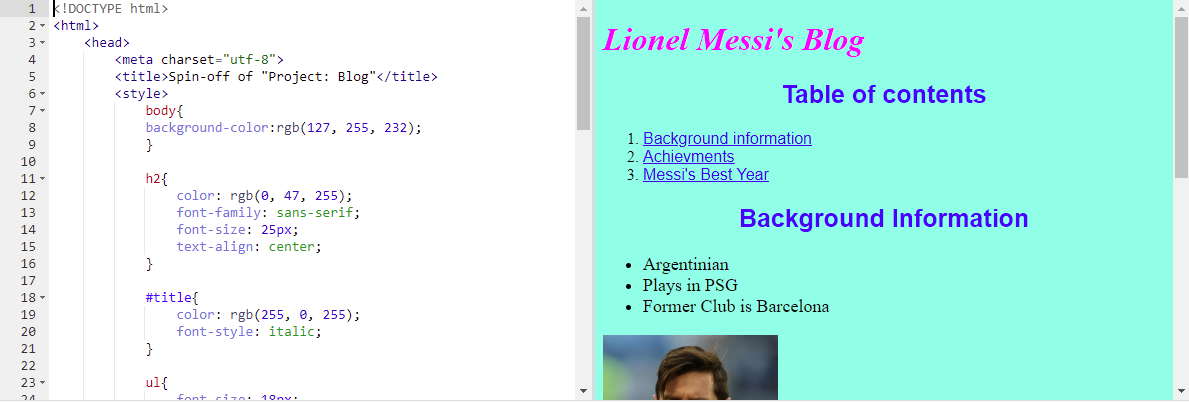 1 <!DOCTYPE html>
2 <html>
3 <head>
4 <meta charset="utf-8">
5 <title>Spin-off of "Project: Blog"</title>
6 <style>
7 body{
8 background-color:rgb(127, 255, 232);
9 }
10
11 h2{
12 color: rgb(0, 47, 255);
13 font-family: sans-serif;
14 font-size: 25px;
15 text-align: center;
16 }
17
18 #title{
19 color: rgb(255, 0, 255);
20 font-style: italic;
21 }
22
23 ul{
24 font-size: 18px;
Lionel Messi's Blog
Table of contents
1. Background information
2. Achievments
3. Messi's Best Year
Background Information
• Argentinian
• Plays in PSG
• Former Club is Barcelona